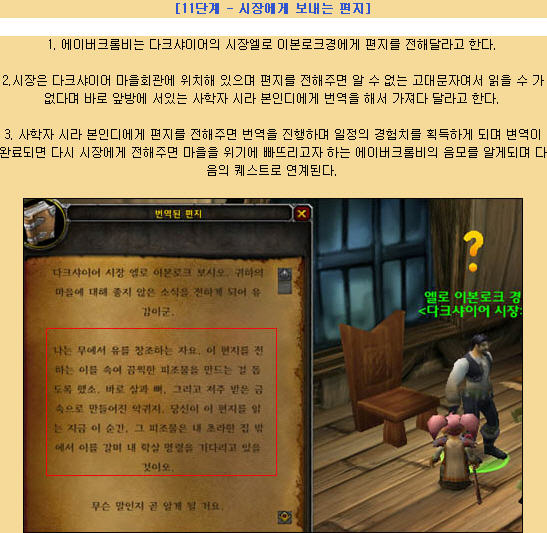 [11단계 - 시장에게 보내는 편지]
1. 에이버크롬비는 다크샤이어의 시장엘로 이본로크경에게 편지를 전해달라고 한다.
2.시장은 다크샤이어 마을회관에 위치해 있으며 편지를 전해주면 알 수 없는 고대문자여서 읽을 수 가
없다며 바로 앞방에 서있는 사학자 시라 본인디에게 번역을 해서 가져다 달라고 한다.
3. 사학자 시라 본인디에게 편지를 전해주면 번역을 진행하며 일정의 경험치를 획득하게 되며 번역이
완료되면 다시 시장에게 전해주면 마을을 위기에 빠뜨리고자 하는 에이버크롬비의 음모를 알게되며 다
음의 퀘스트로 연계된다.
번역된 편지
다크샤이어 시장 엘로 이본로크 보시오. 귀하의
마을에 대해 좋지 않은 소식을 전하게 되어 유
감이군.
나는 무에서 유를 창조하는 자요. 이 편지를 전
하는 이를 속여 끔찍한 피조물을 만드는 걸 돕
도록 했소. 바로 살과 뼈, 그리고 저주 받은 금
속으로 만들어진 악귀지. 당신이 이 편지를 읽
는 지금 이 순간, 그 피조물은 내 초라한 집 밖
에서 이를 갈며 내 학살 명령을 기다리고 있을
것이오.
무슨 말인지 곧 알게 될 거요.
엘로 이본로크 경
<다크샤이어 시장>